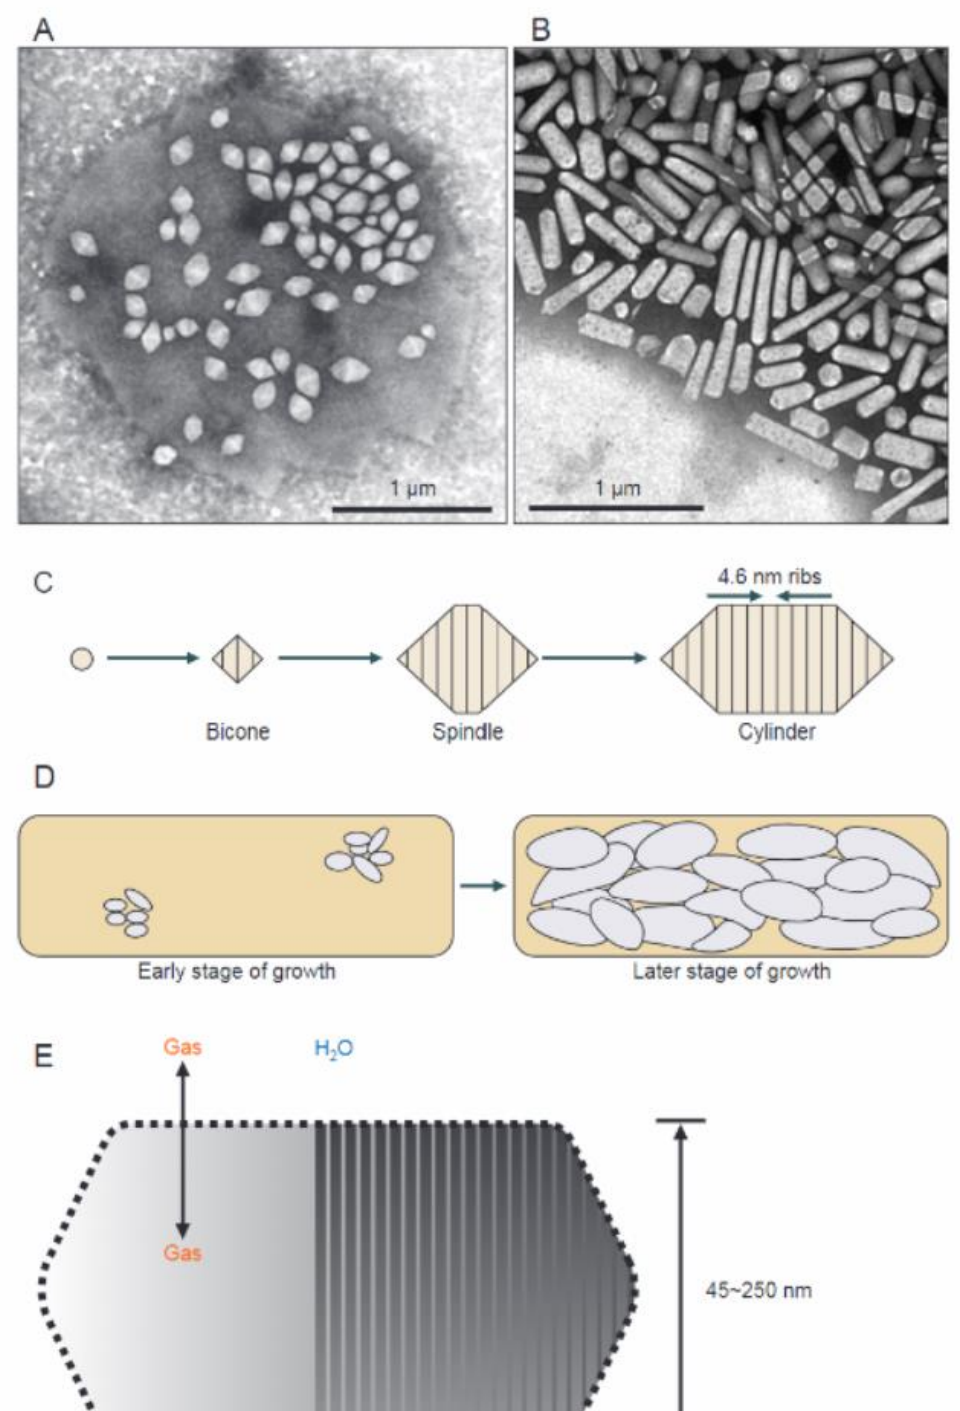 A
B
1 µm
1 µm
C
4.6 nm ribs
Bicone
Spindle
Cylinder
D
Early stage of growth
Later stage of growth
E
Gas
H₂O
Gas
45~250 nm